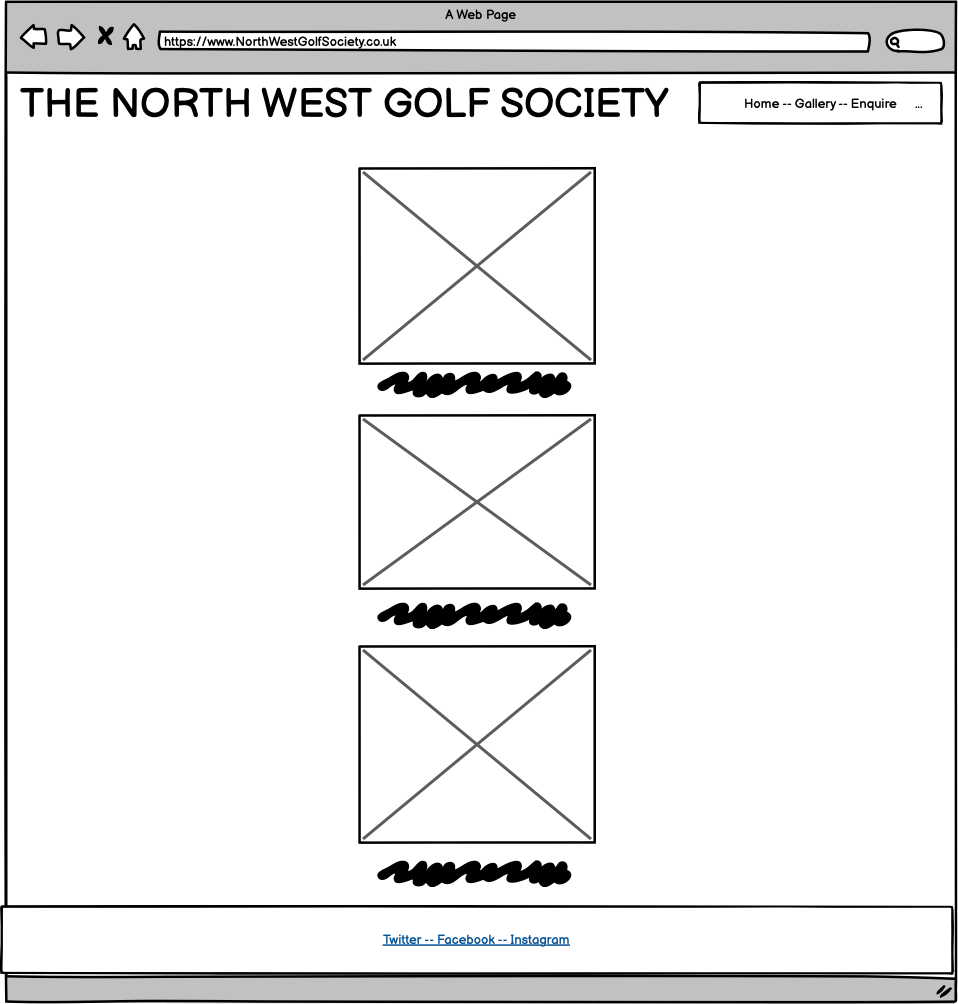 A Web Page
https://www.NorthWestGolfSociety.co.uk
THE NORTH WEST GOLF SOCIETY
Home -- Gallery -- Enquire ...
Twitter -- Facebook -- Instagram